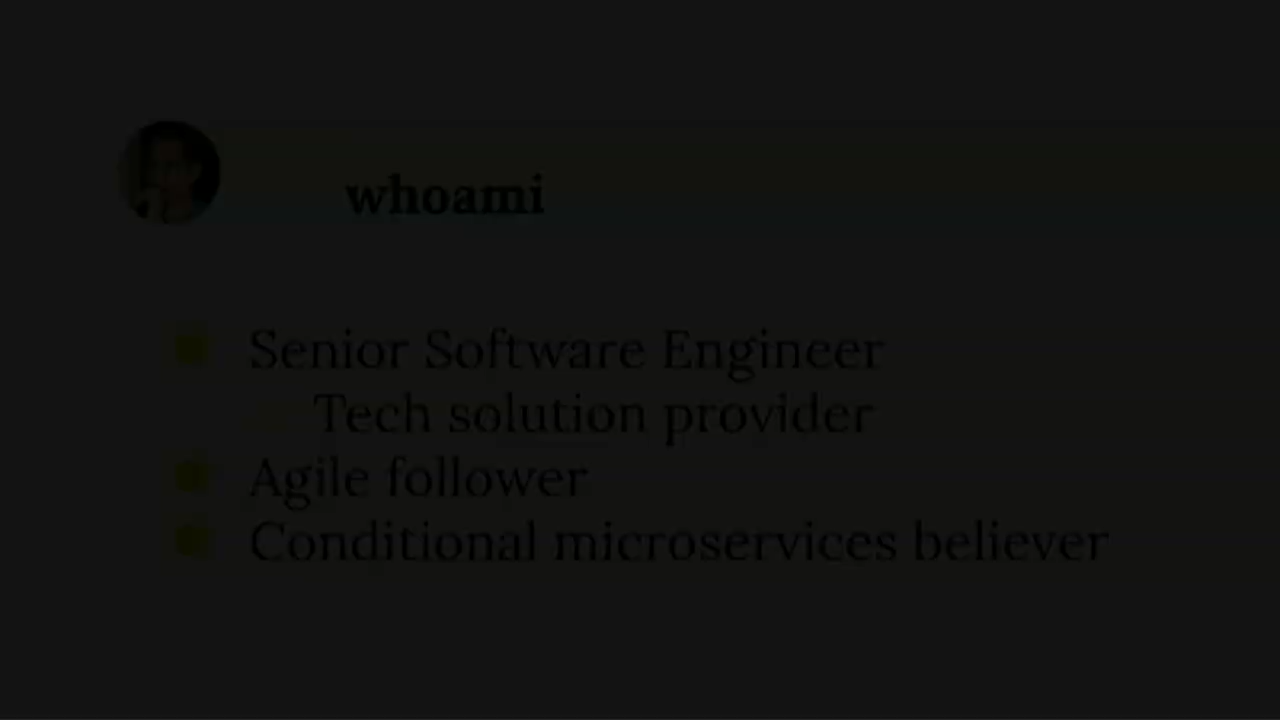 whoami
Senior Software Engineer
Tech solution provider
Agile follower
Conditional microservices believer